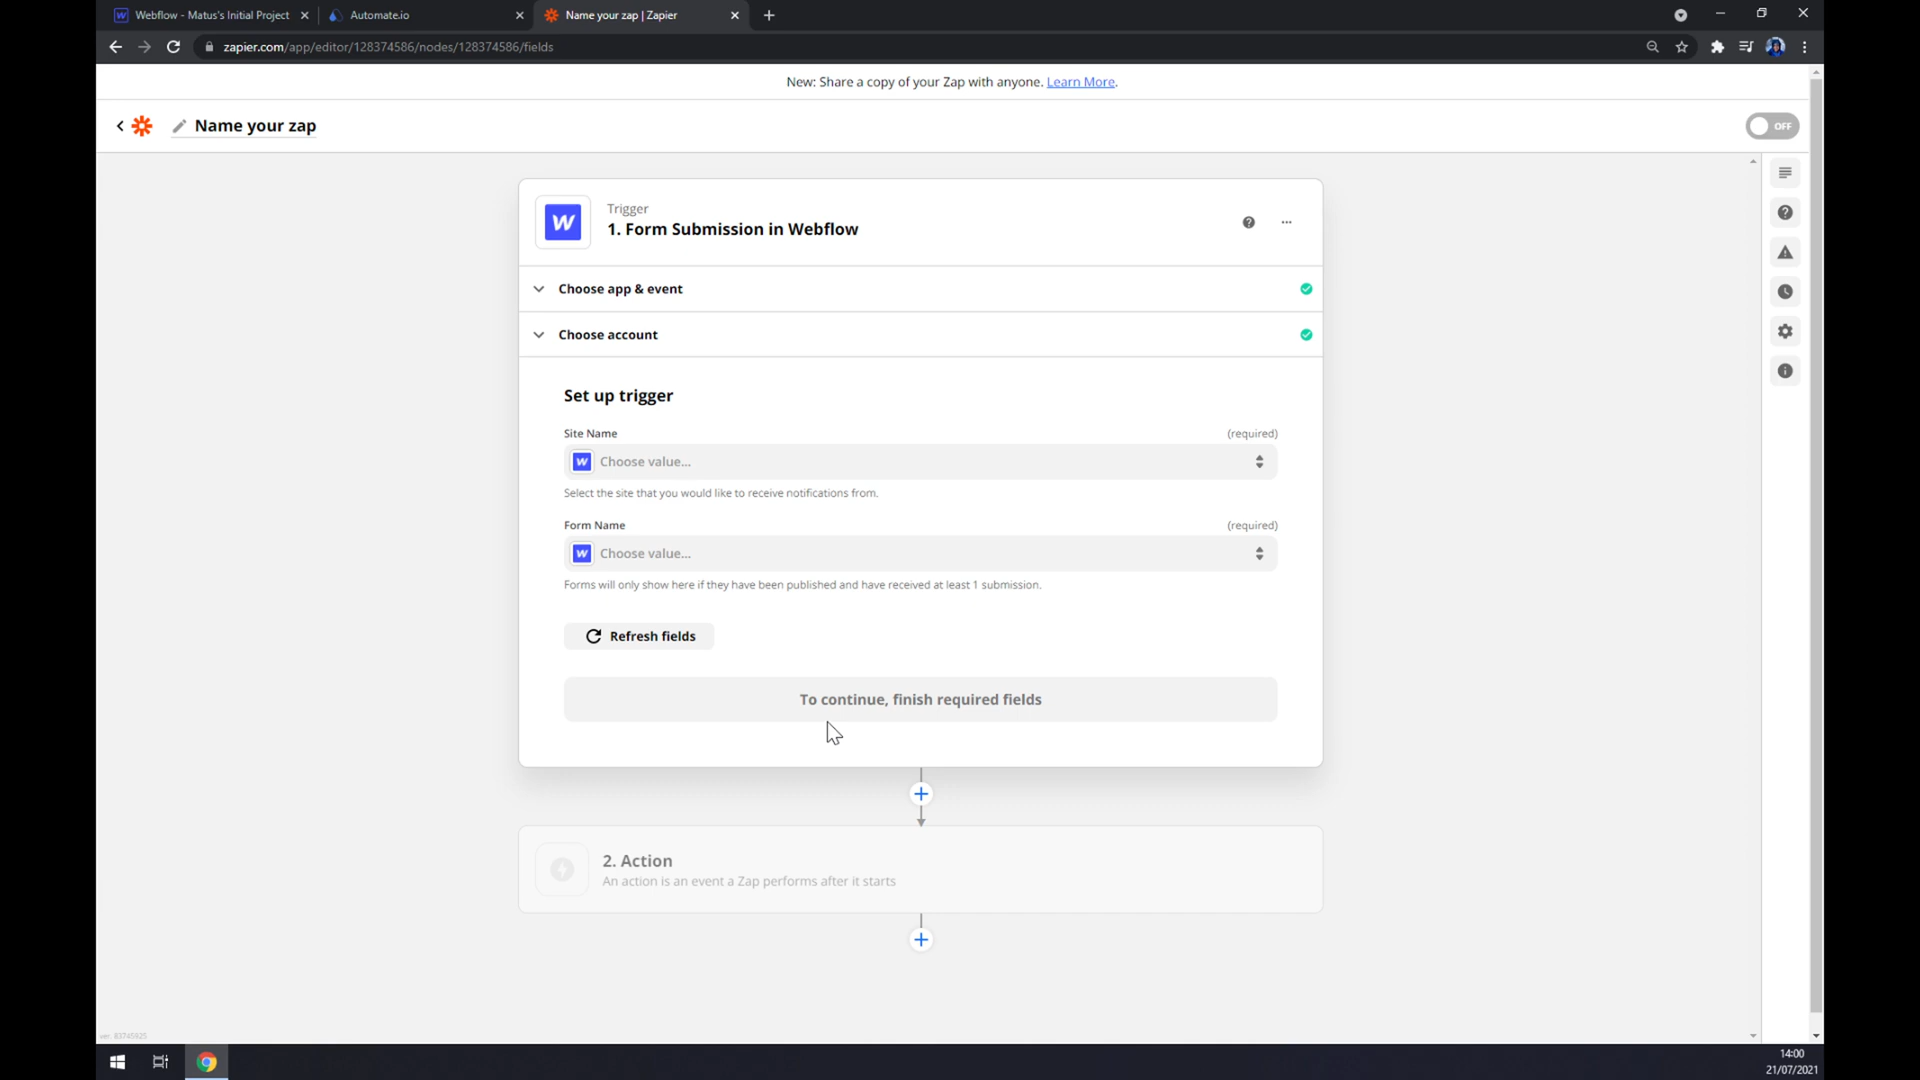 Webflow - Matus's Initial Project
Automate.io
Name your zap | Zapier
zapier.com/app/editor/128374586/nodes/128374586/fields
New: Share a copy of your Zap with anyone. Learn More.
Name your zap
OFF
Trigger
1. Form Submission in Webflow
Choose app & event
Choose account
Set up trigger
Site Name
(required)
Choose value...
Select the site that you would like to receive notifications from.
Form Name
(required)
Choose value...
Forms will only show here if they have been published and have received at least 1 submission.
Refresh fields
To continue, finish required fields
2. Action
An action is an event a Zap performs after it starts
ver. 83745925
14:00
21/07/2021